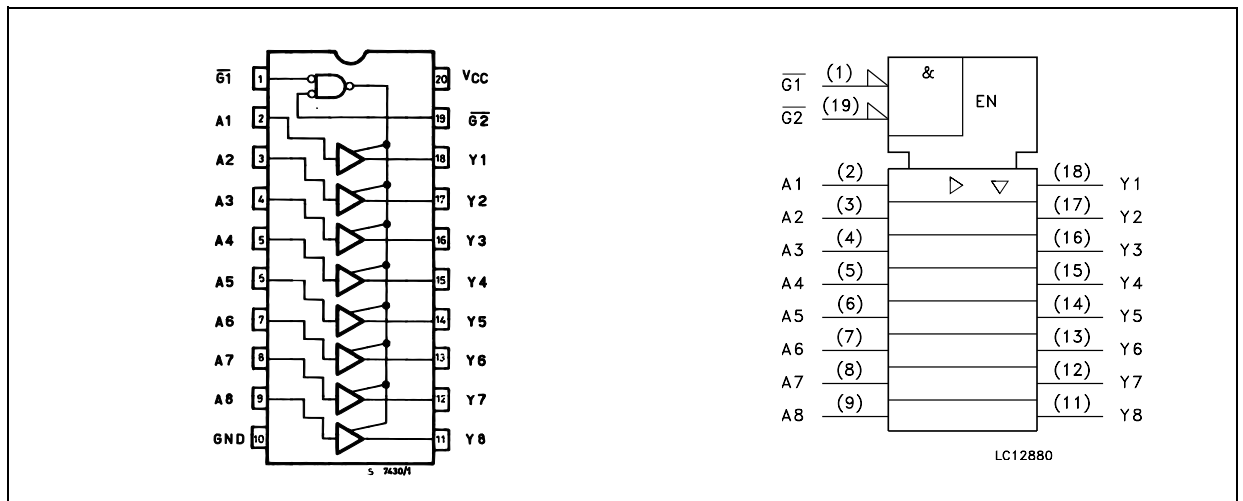 G1 1 20 VCC
A1 2 19 G2
A2 3 18 Y1
A3 4 17 Y2
A4 5 16 Y3
A5 6 15 Y4
A6 7 14 Y5
A7 8 13 Y6
A8 9 12 Y7
GND 10 11 Y8
S 7430/1
G1 (1) & EN
G2 (19)
A1 (2) (18) Y1
A2 (3) (17) Y2
A3 (4) (16) Y3
A4 (5) (15) Y4
A5 (6) (14) Y5
A6 (7) (13) Y6
A7 (8) (12) Y7
A8 (9) (11) Y8
LC12880